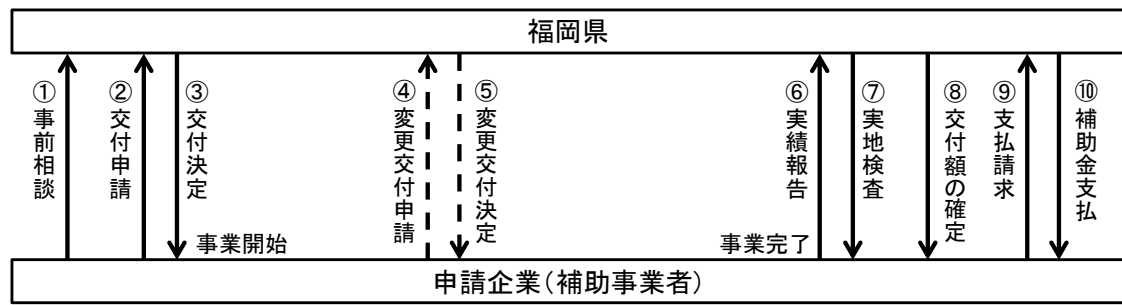 福岡県
①事前相談
②交付申請
③交付決定
事業開始
④変更交付申請
⑤変更交付決定
事業完了
⑥実績報告
⑦実地検査
⑧交付額の確定
⑨支払請求
⑩補助金支払
申請企業（補助事業者）